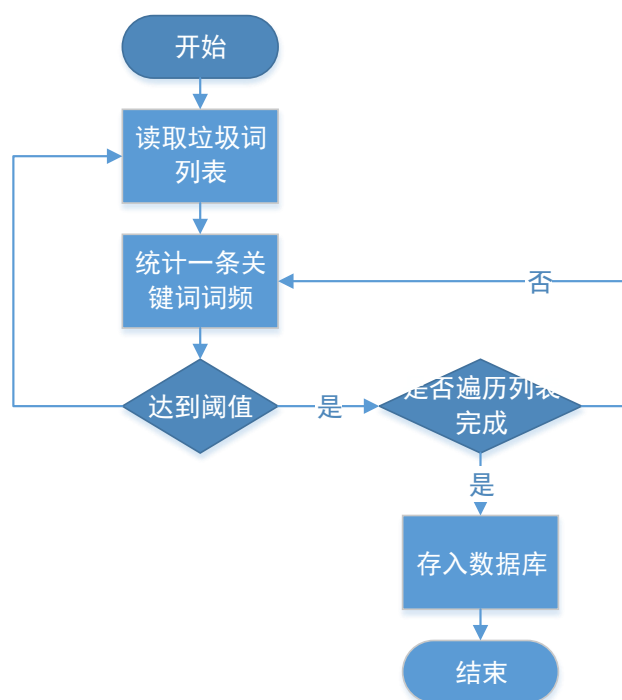 开始
读取垃圾词
列表
统计一条关
键词词频
否
达到阈值
是
是否遍历列表
完成
是
存入数据库
结束